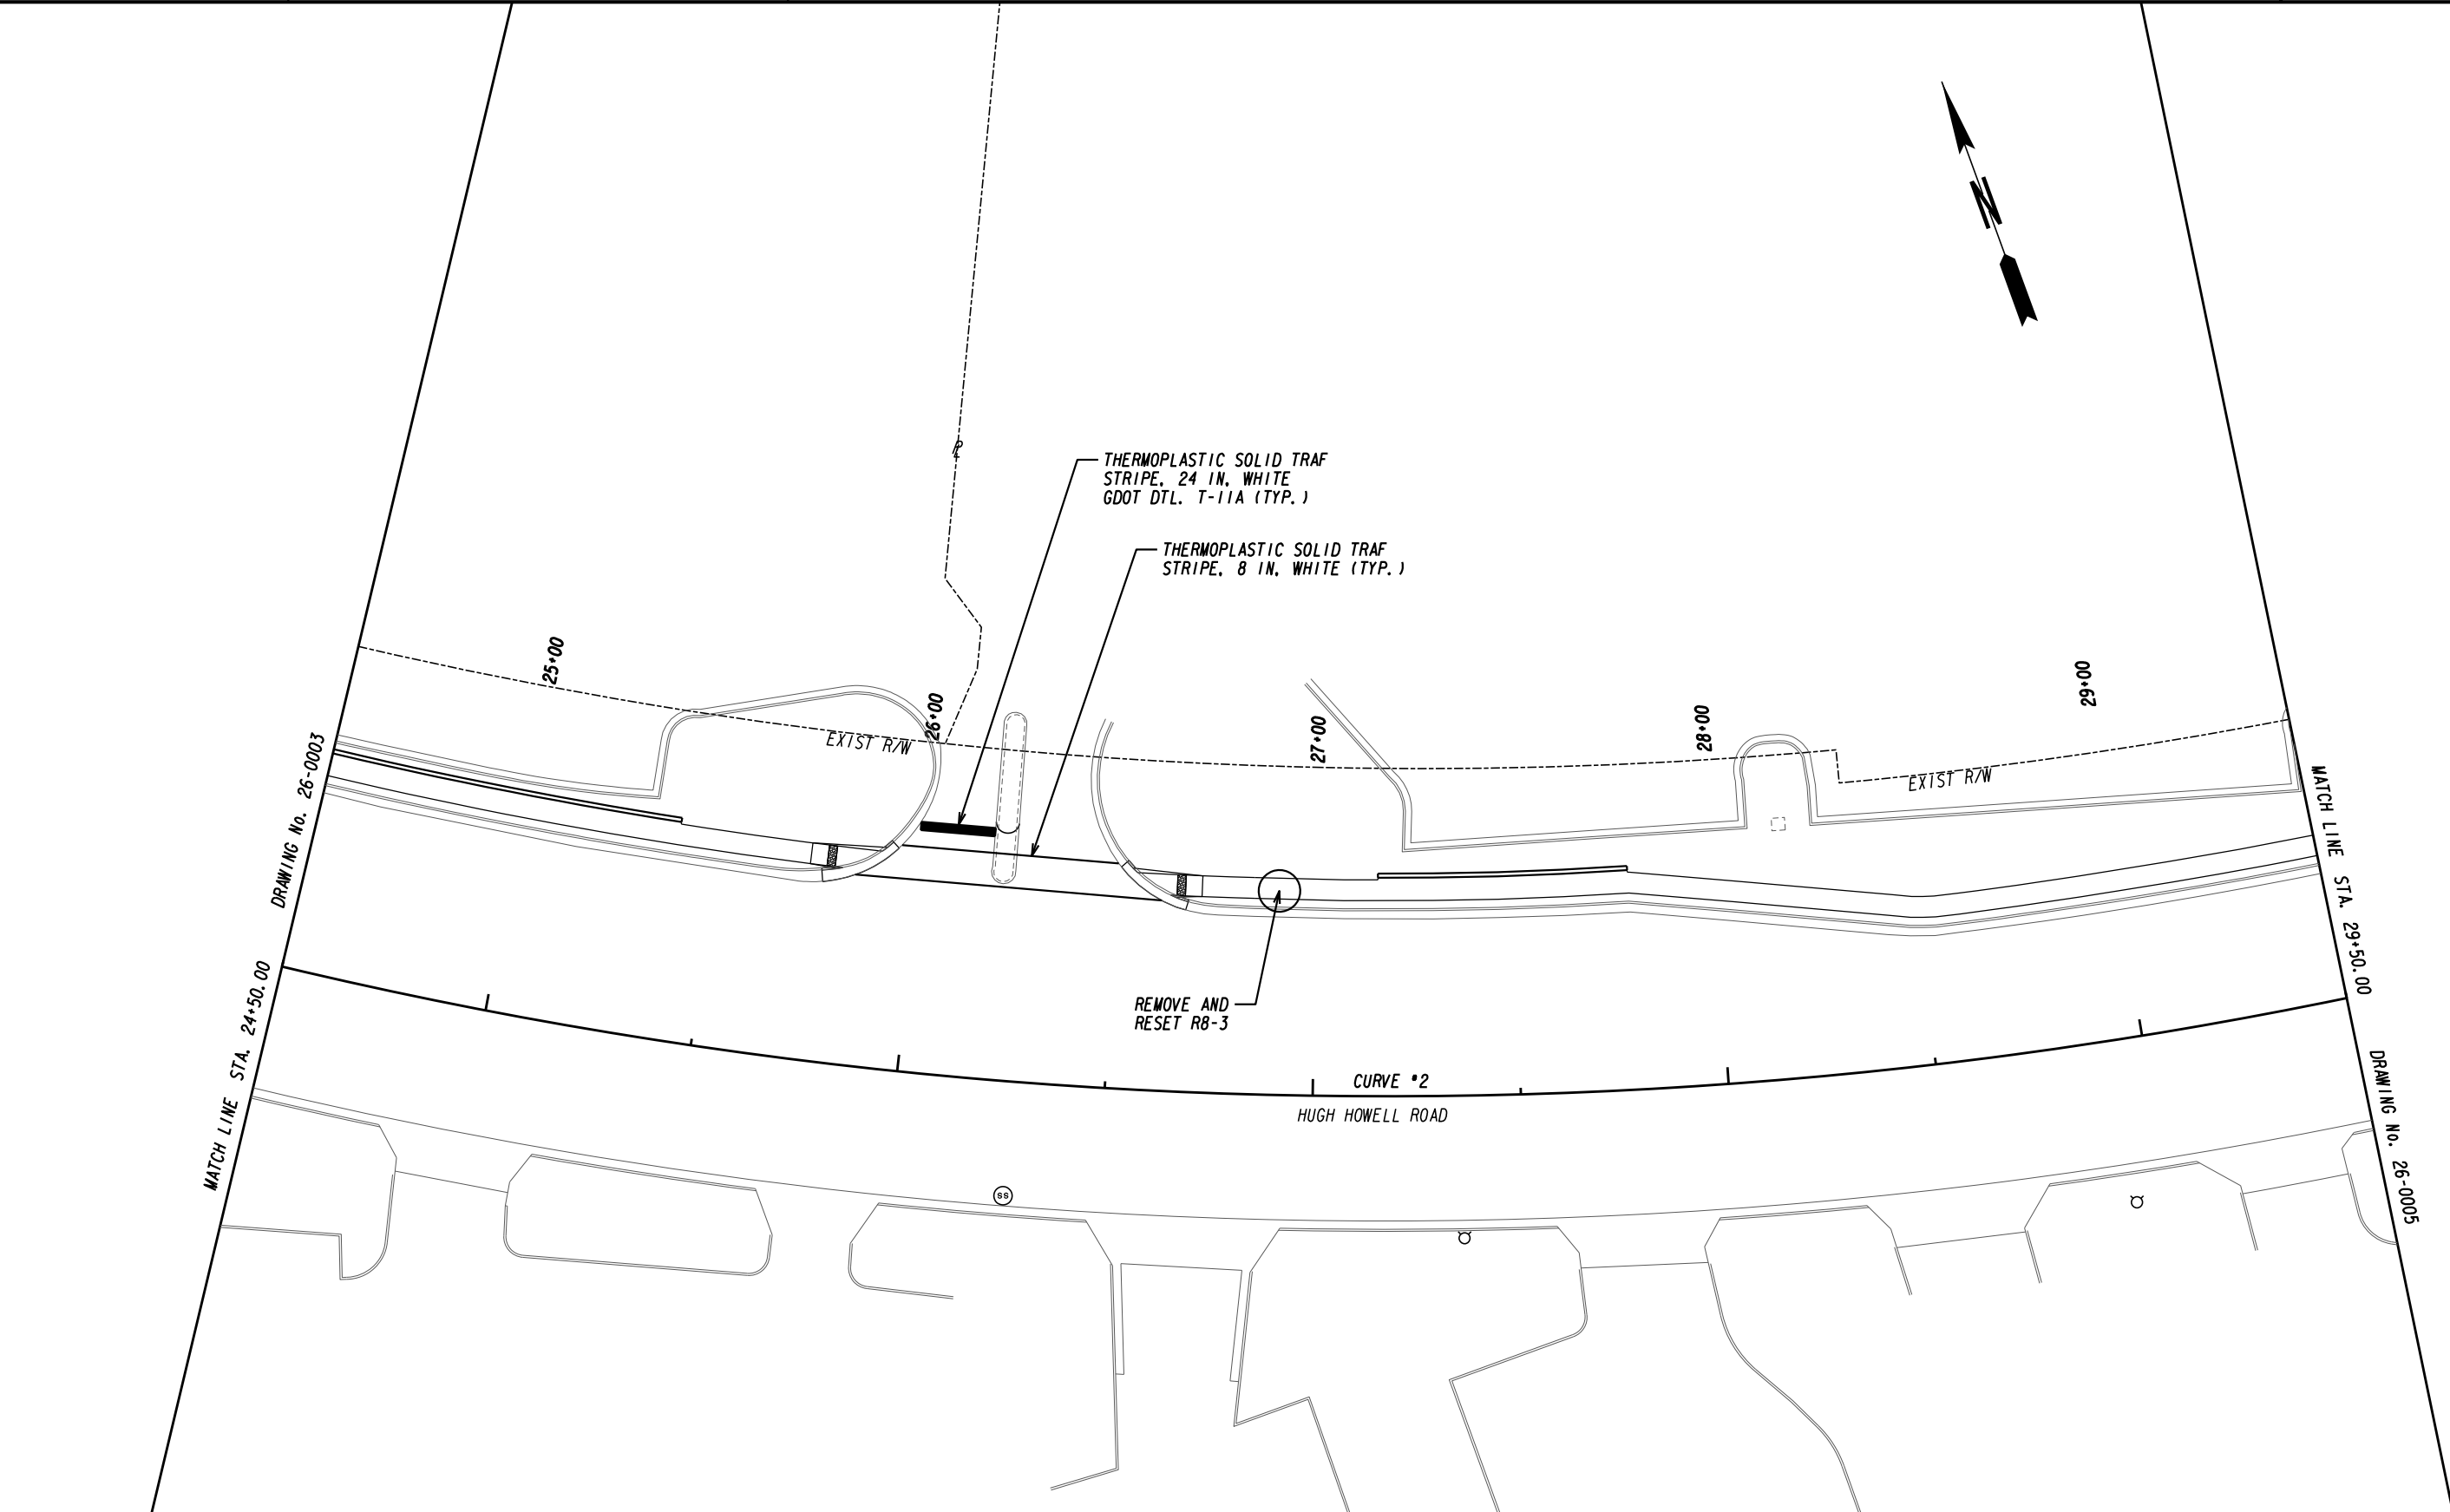 N
PL
THERMOPLASTIC SOLID TRAF
STRIPE, 24 IN, WHITE
GDOT DTL. T-11A (TYP.)
THERMOPLASTIC SOLID TRAF
STRIPE, 8 IN, WHITE (TYP.)
25+00
26+00
27+00
28+00
29+00
EXIST R/W
EXIST R/W
MATCH LINE STA. 24+50.00 DRAWING No. 26-0003
MATCH LINE STA. 29+50.00 DRAWING No. 26-0005
REMOVE AND
RESET R8-3
CURVE #2
HUGH HOWELL ROAD
SS